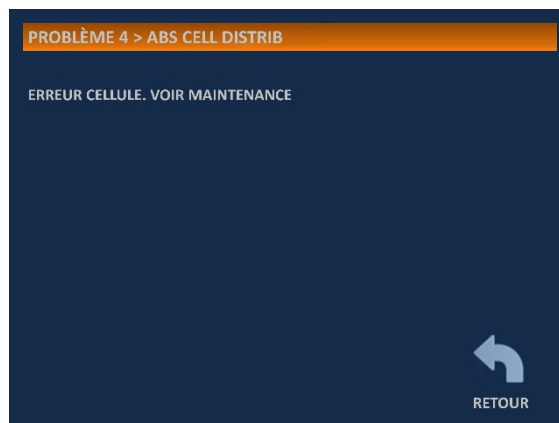 PROBLÈME 4 > ABS CELL DISTRIB
ERREUR CELLULE. VOIR MAINTENANCE
RETOUR